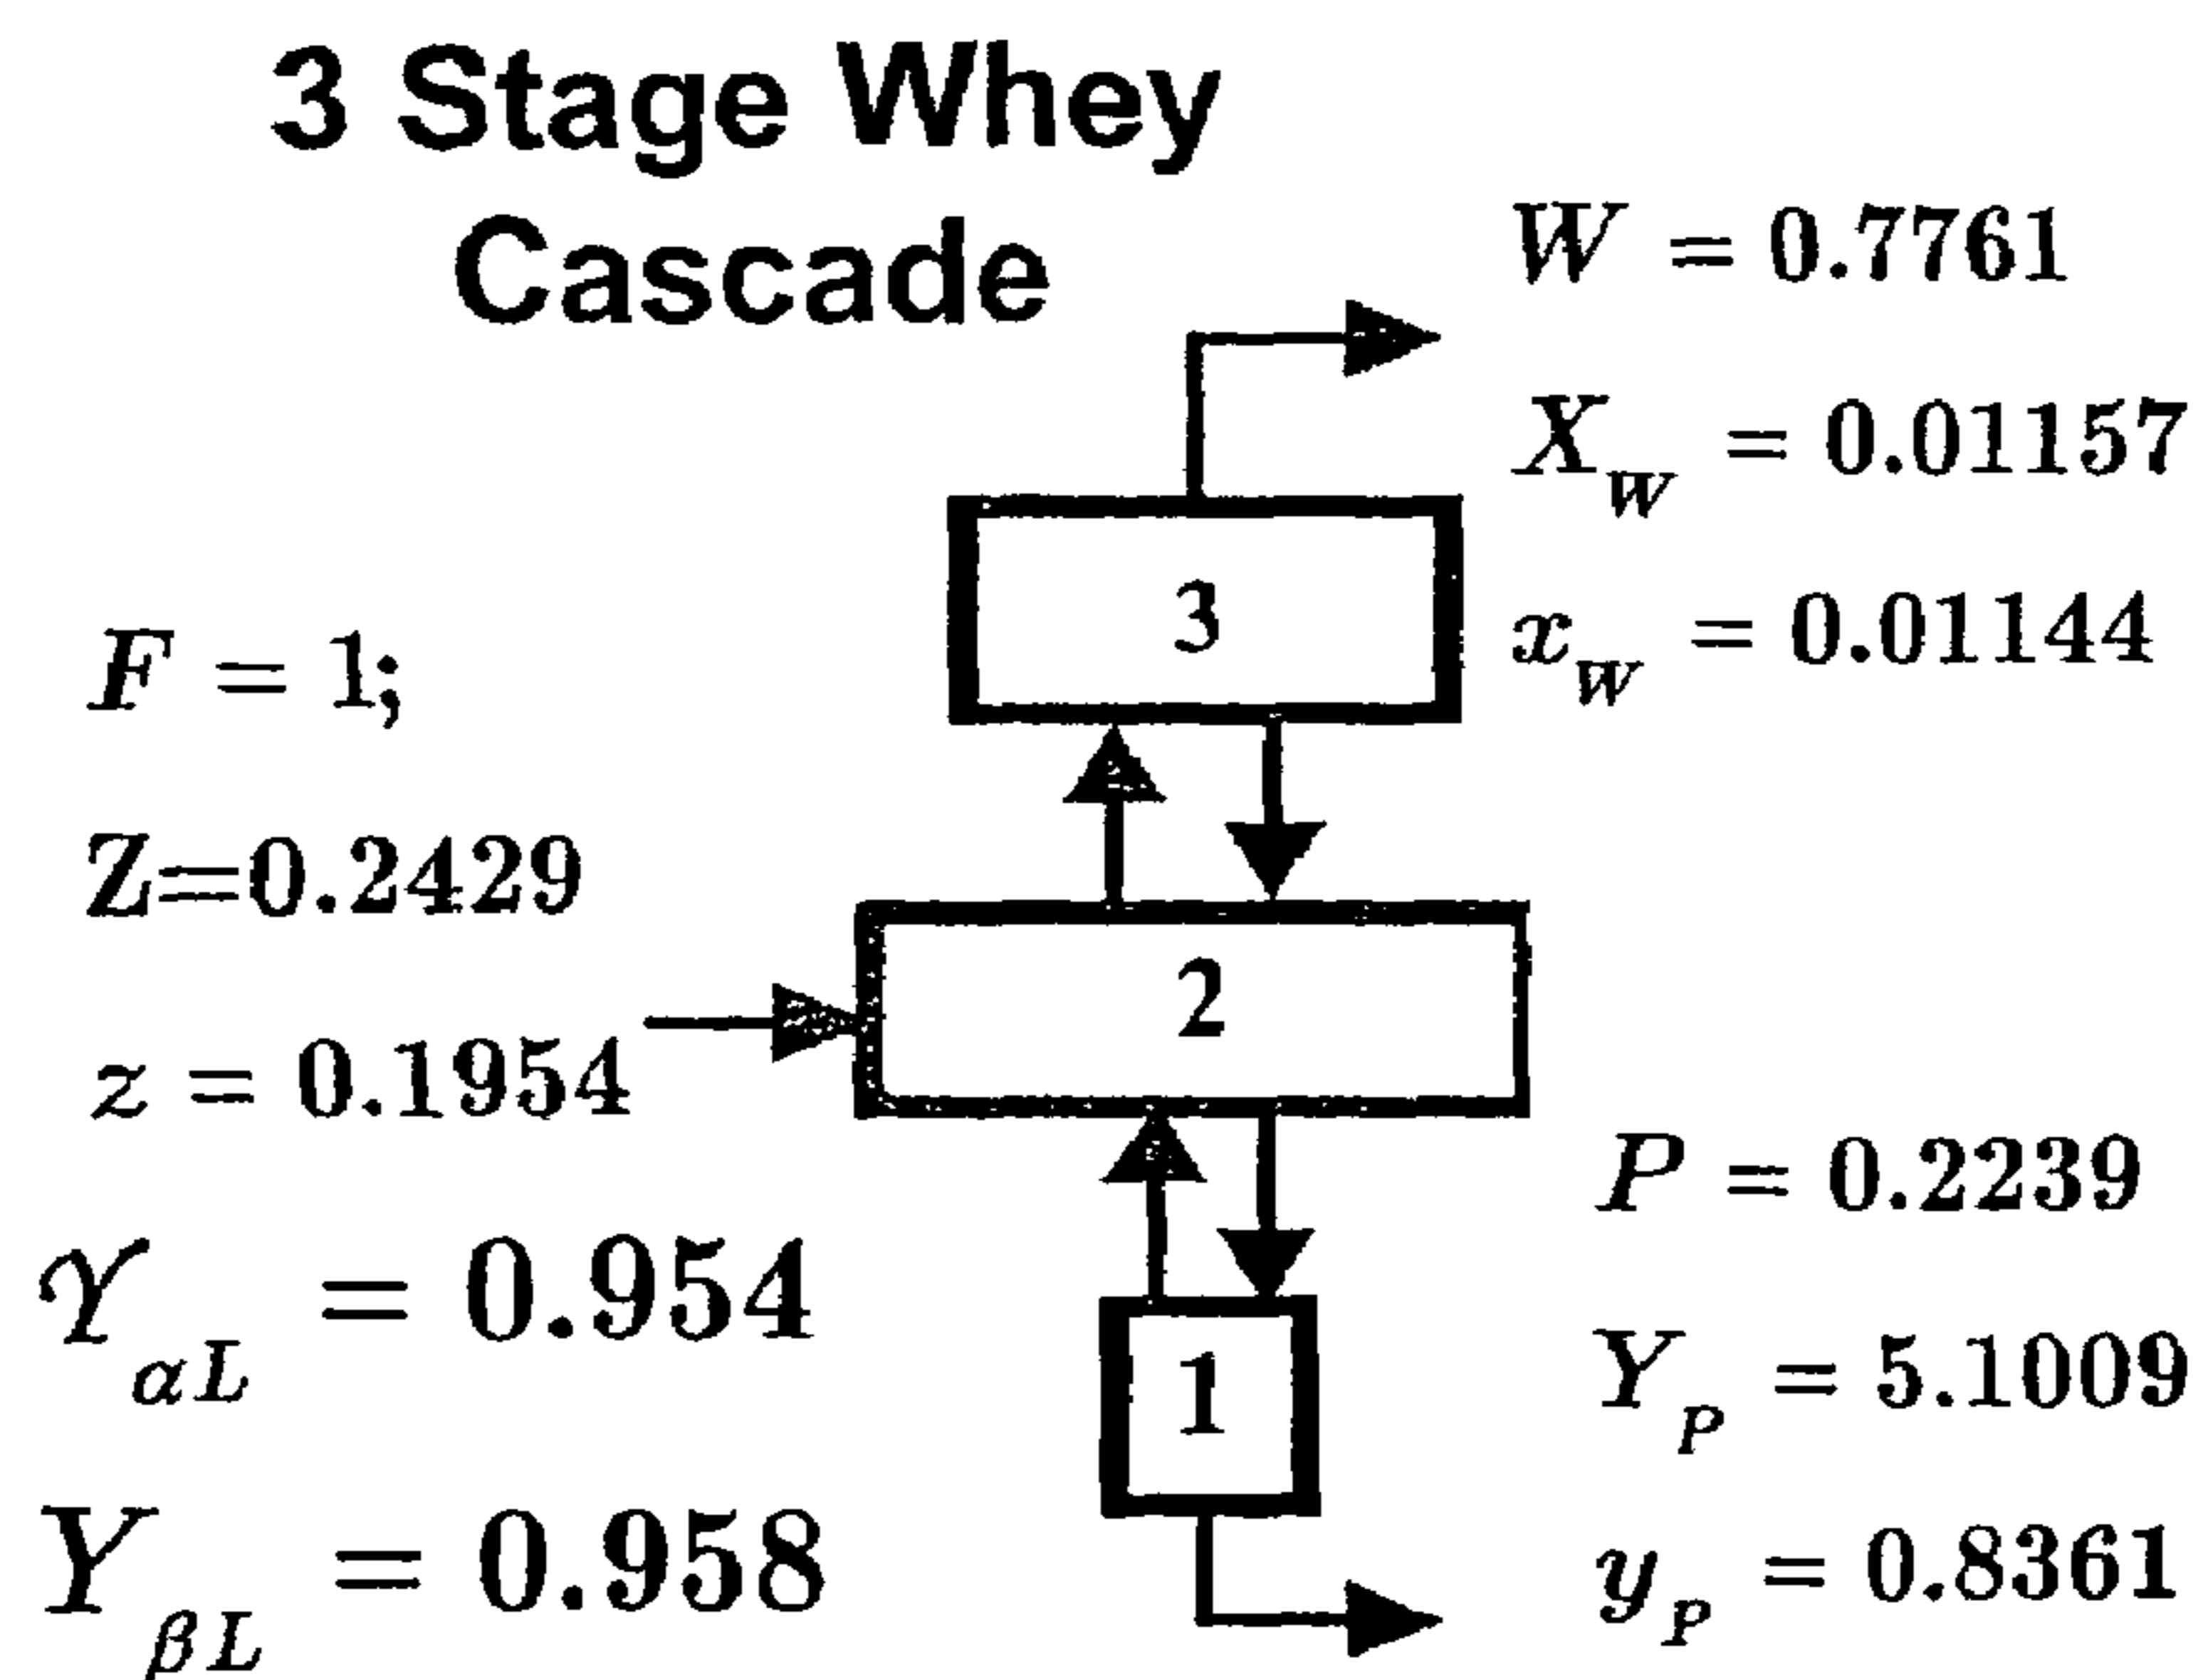 3 Stage Whey
Cascade
W = 0.7761
X_W = 0.01157
x_W = 0.01144
3
F = 1;
Z=0.2429
z = 0.1954
2
P = 0.2239
Y_P = 5.1009
y_P = 0.8361
1
𝒴_αL = 0.954
Y_βL = 0.958